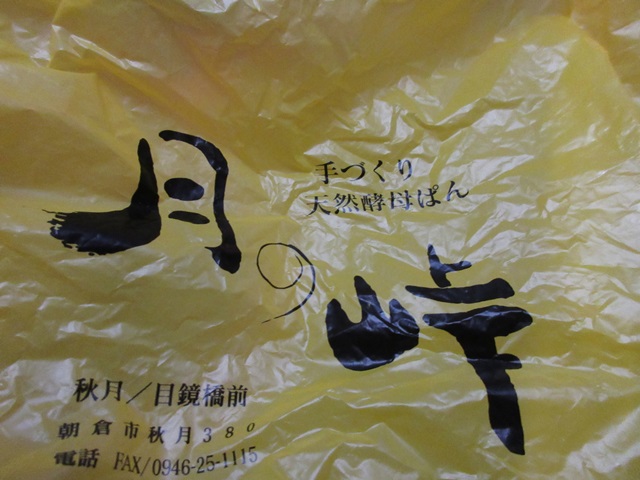 手づくり
天然酵母ぱん
月の峠
秋月／目鏡橋前
朝倉市秋月380
電話 FAX/0946-25-1115